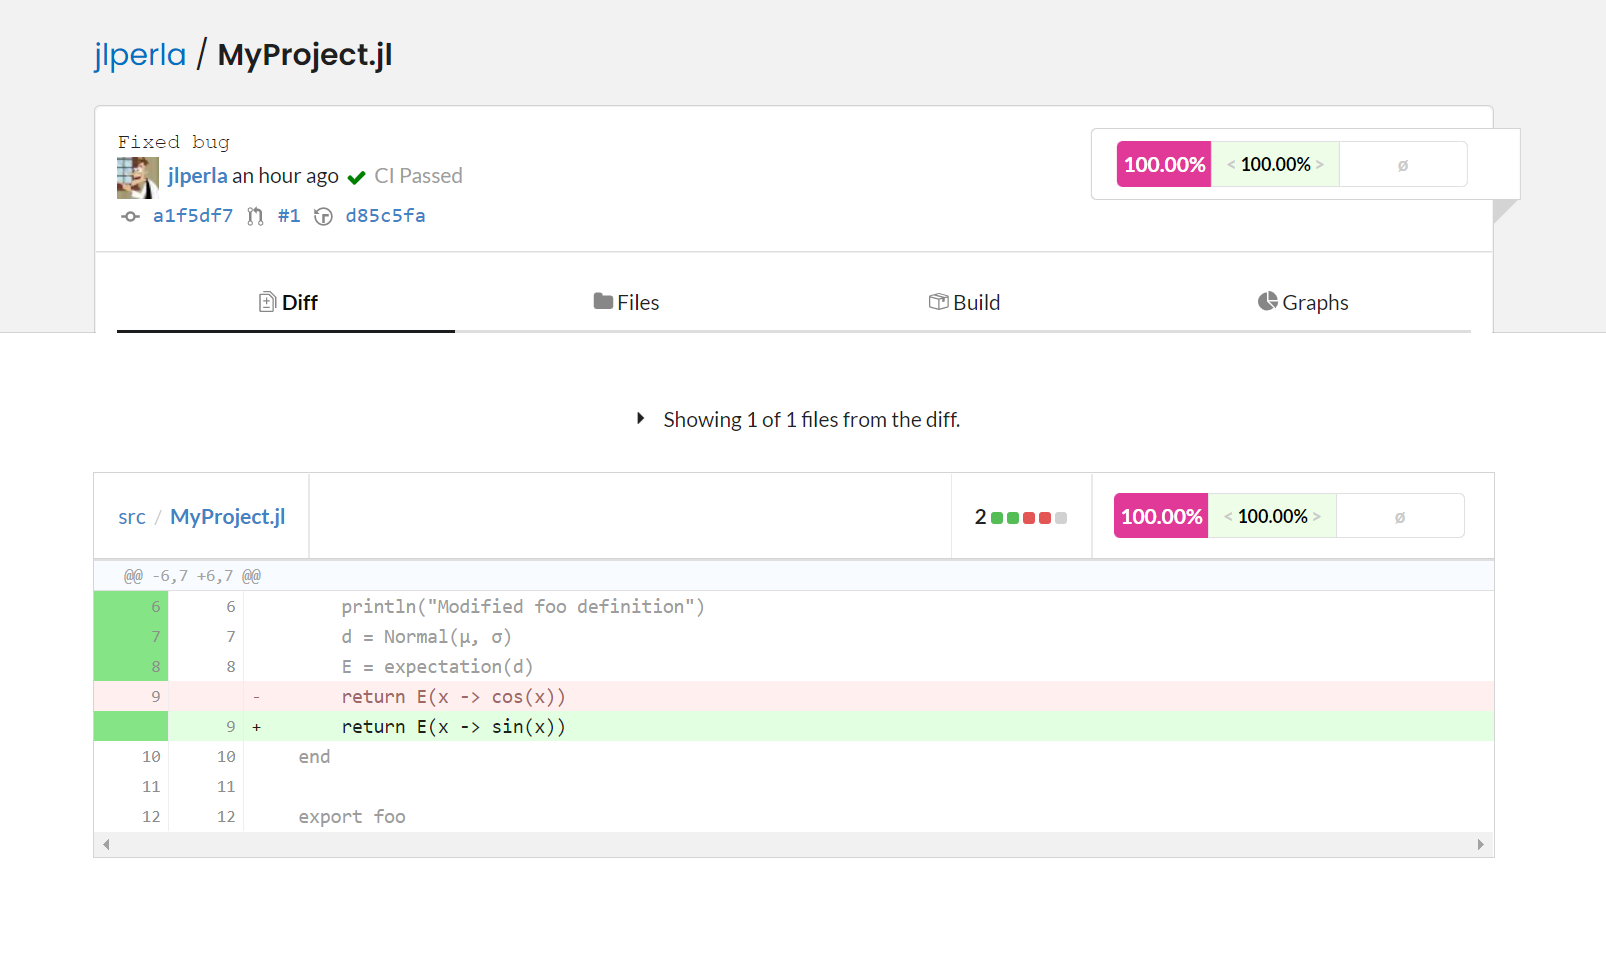 jlperla / MyProject.jl
Fixed bug
jlperla an hour ago CI Passed
a1f5df7 #1 d85c5fa
100.00% < 100.00% > ø
Diff Files Build Graphs
Showing 1 of 1 files from the diff.
src / MyProject.jl 2 100.00% < 100.00% > ø
@@ -6,7 +6,7 @@
6 6 println("Modified foo definition")
7 7 d = Normal(μ, σ)
8 8 E = expectation(d)
9 - return E(x -> cos(x))
9 + return E(x -> sin(x))
10 10 end
11 11
12 12 export foo